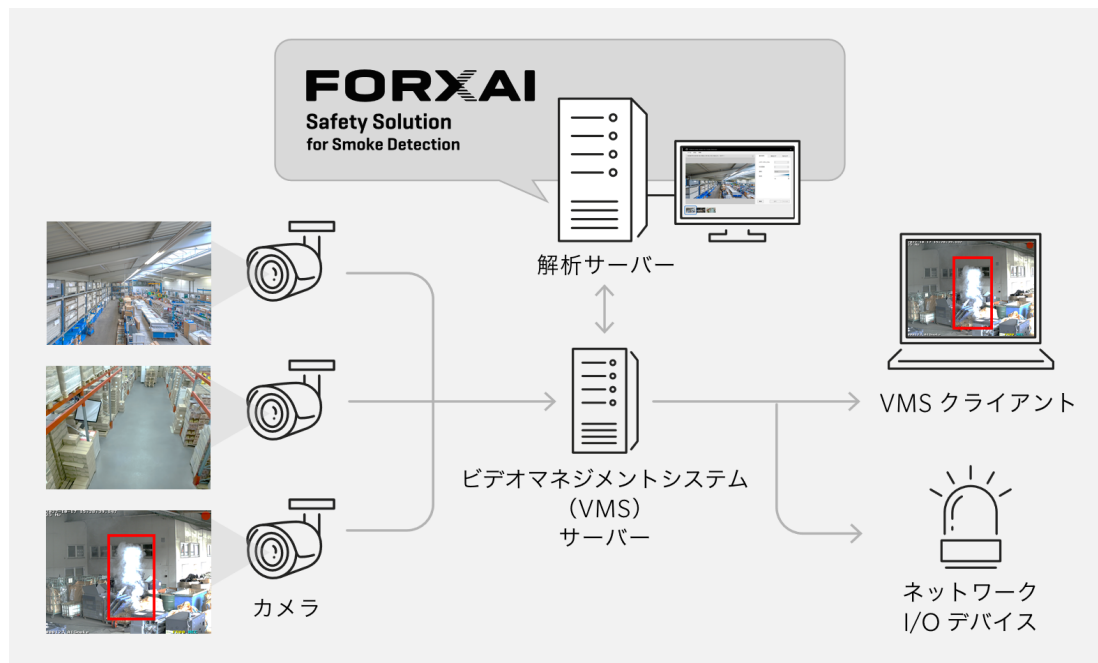 FORXAI
Safety Solution
for Smoke Detection
解析サーバー
カメラ
ビデオマネジメントシステム
（VMS）
サーバー
VMS クライアント
ネットワーク
I/O デバイス